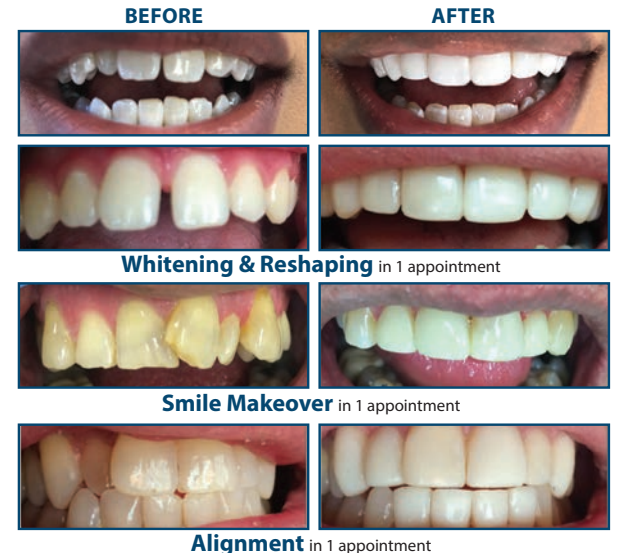 BEFORE AFTER
Whitening & Reshaping in 1 appointment
Smile Makeover in 1 appointment
Alignment in 1 appointment